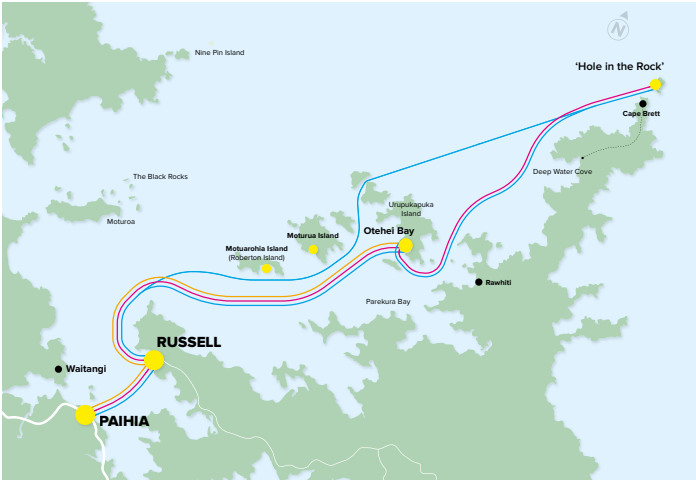 N
Nine Pin Island
'Hole in the Rock'
Cape Brett
Deep Water Cove
The Black Rocks
Moturoa
Urupukapuka
Island
Otehei Bay
Moturua Island
Motuarohia Island
(Roberton Island)
Rawhiti
Parekura Bay
RUSSELL
Waitangi
PAIHIA